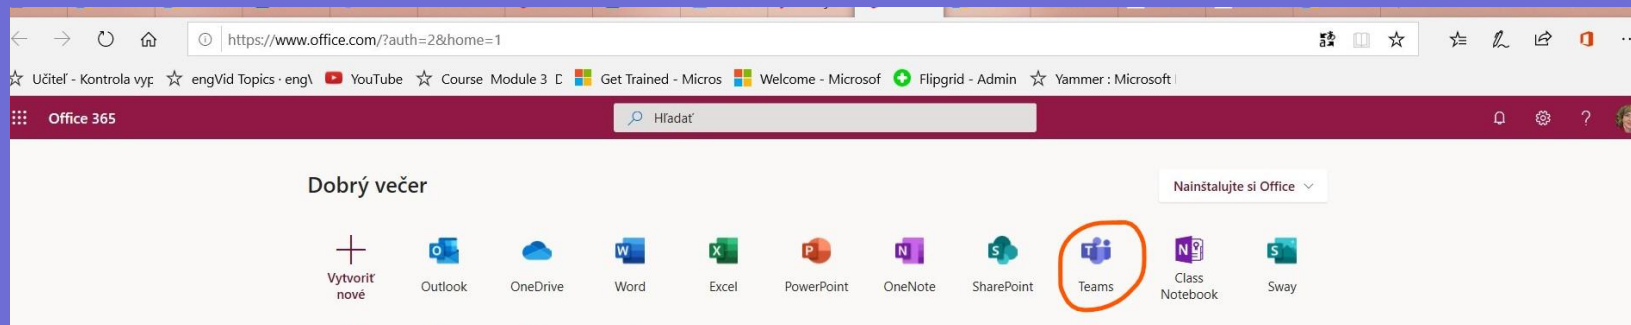 https://www.office.com/?auth=2&home=1
Učiteľ - Kontrola vyp engVid Topics · eng\ YouTube Course Module 3 D Get Trained - Micros Welcome - Microsof Flipgrid - Admin Yammer : Microsoft
Office 365 Hľadať
Dobrý večer Nainštalujte si Office
Vytvoriť nové
Outlook OneDrive Word Excel PowerPoint OneNote SharePoint Teams Class Notebook Sway